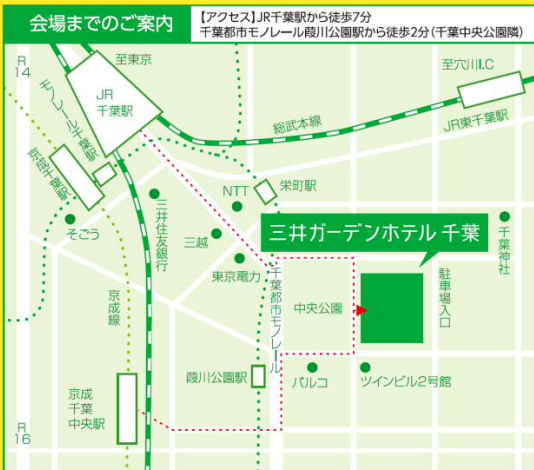 会場までのご案内
【アクセス】JR千葉駅から徒歩7分
千葉都市モノレール葭川公園駅から徒歩2分(千葉中央公園隣)
R
14
至東京
至穴川I.C
JR
千葉駅
モノレール千葉駅
総武本線
JR東千葉駅
京成千葉駅
栄町駅
NTT
三井住友銀行
そごう
三越
三井ガーデンホテル 千葉
千葉神社
東京電力
千葉都市モノレール
中央公園
駐車場入口
京成線
葭川公園駅
パルコ
ツインビル2号館
京成
千葉
中央駅
R
16